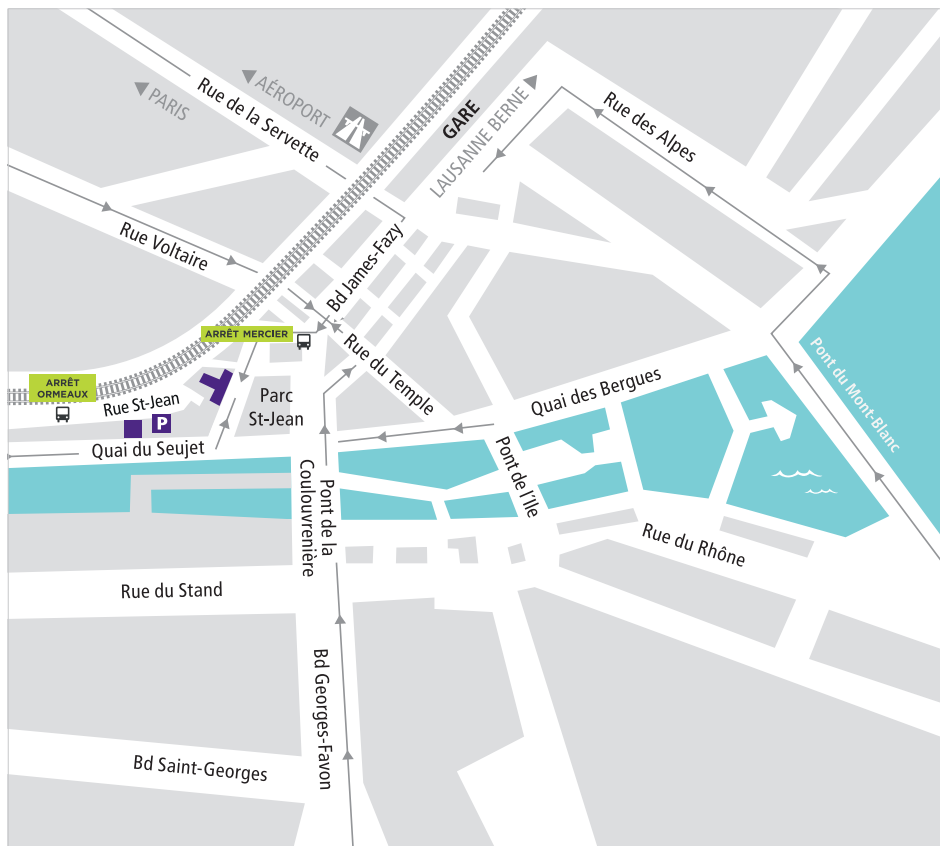 AÉROPORT
PARIS
Rue de la Servette
GARE
LAUSANNE BERNE
Rue des Alpes
Rue Voltaire
Bd James-Fazy
ARRÊT MERCIER
Rue du Temple
Pont du Mont-Blanc
ARRÊT
ORMEAUX
Rue St-Jean
P
Parc
St-Jean
Quai des Bergues
Quai du Seujet
Pont de la
Coulouvrenière
Pont de l'Ile
Rue du Rhône
Rue du Stand
Bd Georges-Favon
Bd Saint-Georges